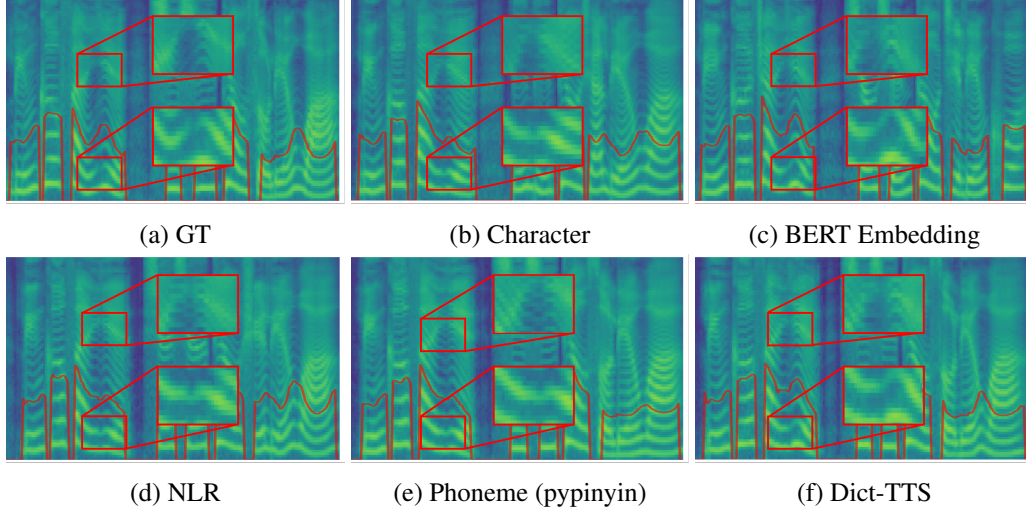 (a) GT
(b) Character
(c) BERT Embedding
(d) NLR
(e) Phoneme (pypinyin)
(f) Dict-TTS